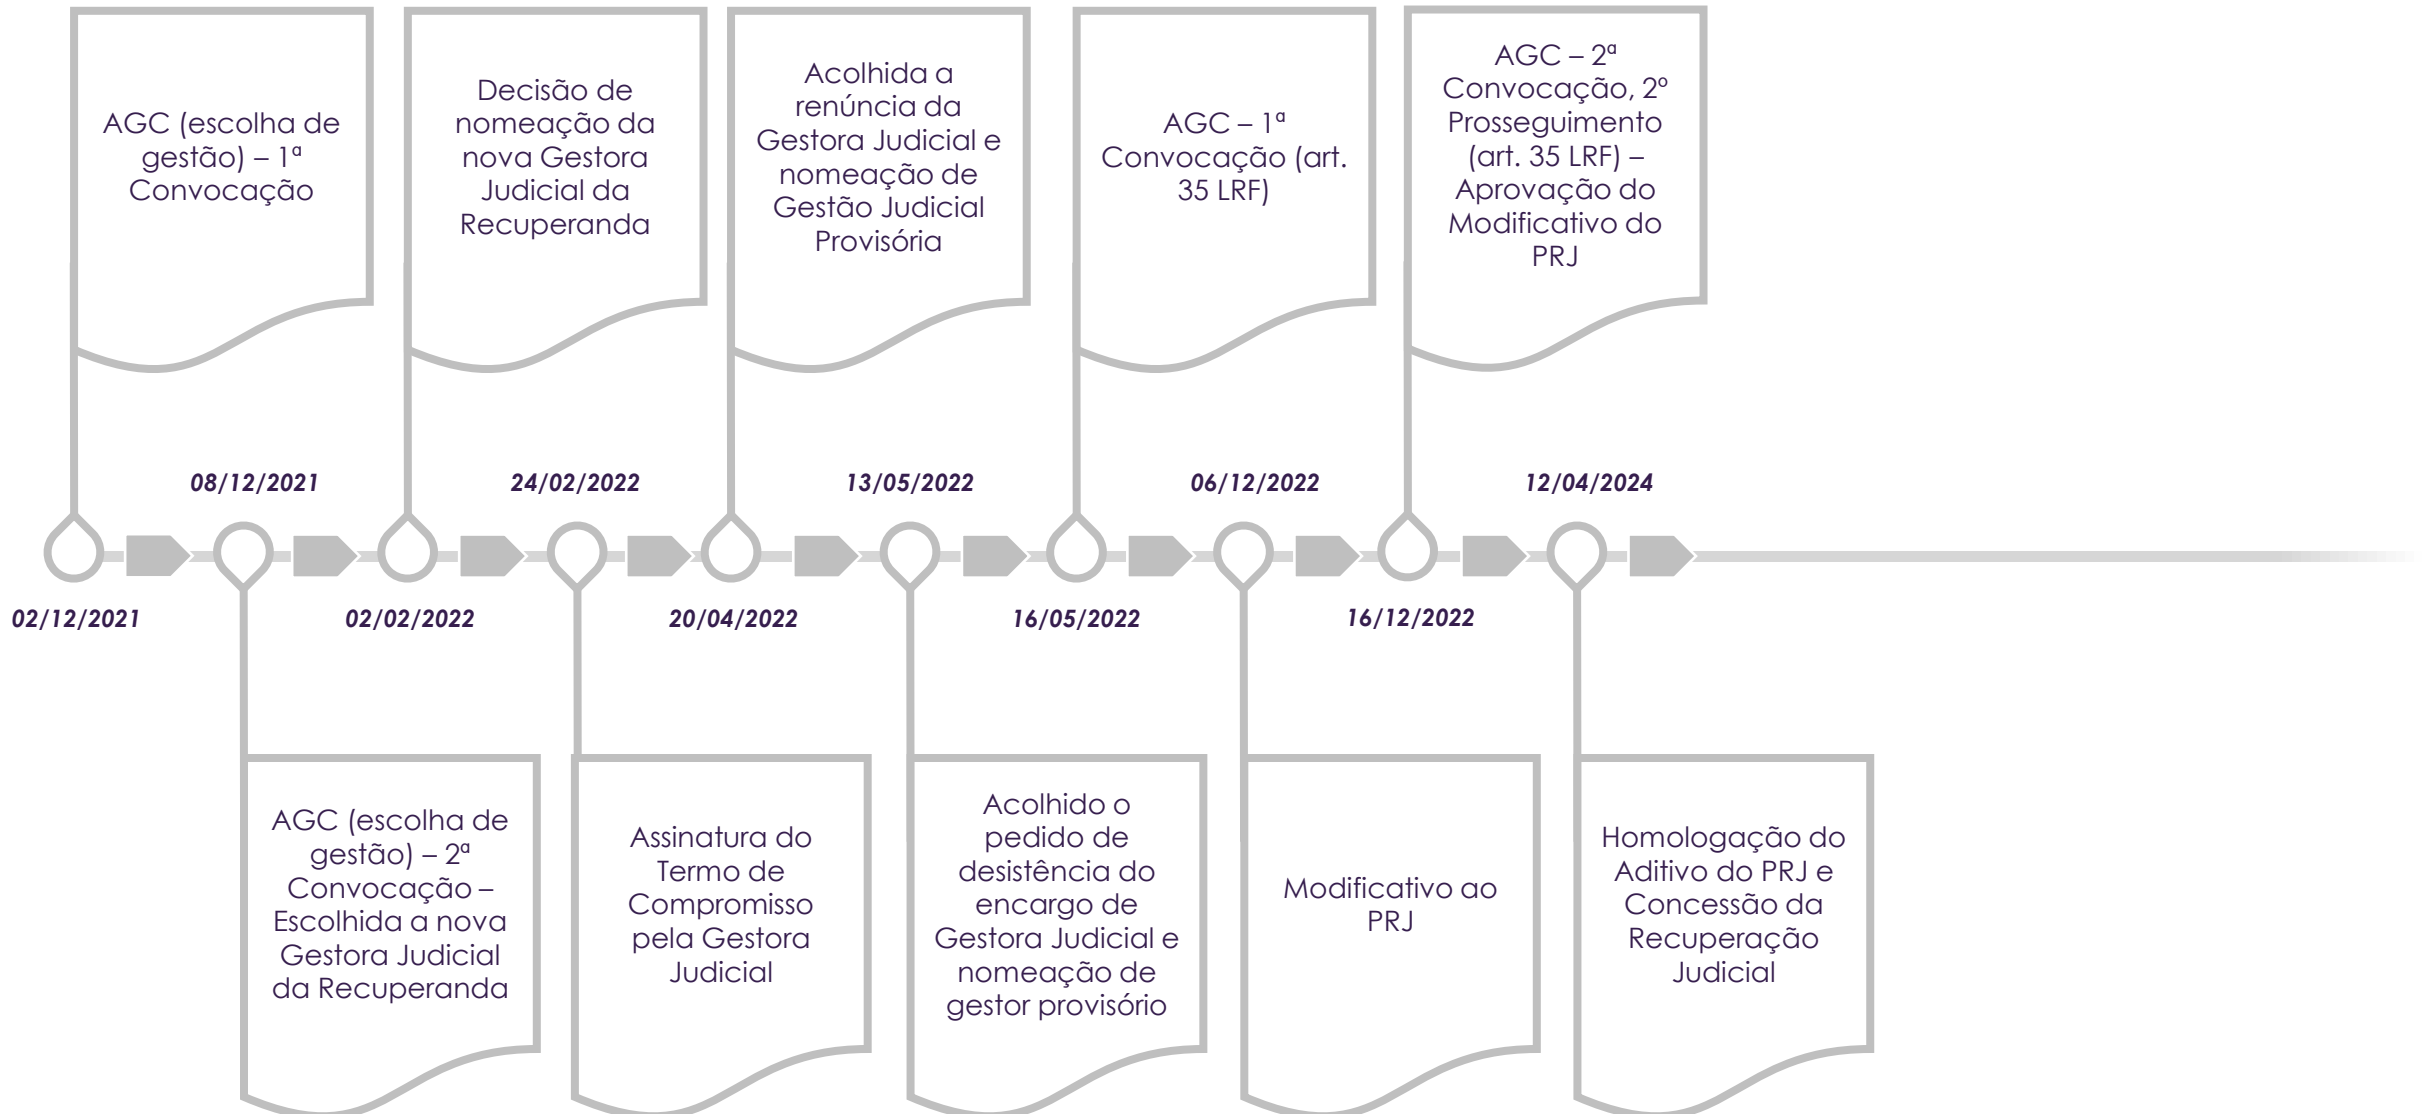 AGC (escolha de
gestão) – 1ª
Convocação
Decisão de
nomeação da
nova Gestora
Judicial da
Recuperanda
Acolhida a
renúncia da
Gestora Judicial e
nomeação de
Gestão Judicial
Provisória
AGC – 1ª
Convocação (art.
35 LRF)
AGC – 2ª
Convocação, 2º
Prosseguimento
(art. 35 LRF) –
Aprovação do
Modificativo do
PRJ
08/12/2021
24/02/2022
13/05/2022
06/12/2022
12/04/2024
02/12/2021
02/02/2022
20/04/2022
16/05/2022
16/12/2022
AGC (escolha de
gestão) – 2ª
Convocação –
Escolhida a nova
Gestora Judicial
da Recuperanda
Assinatura do
Termo de
Compromisso
pela Gestora
Judicial
Acolhido o
pedido de
desistência do
encargo de
Gestora Judicial e
nomeação de
gestor provisório
Modificativo ao
PRJ
Homologação do
Aditivo do PRJ e
Concessão da
Recuperação
Judicial